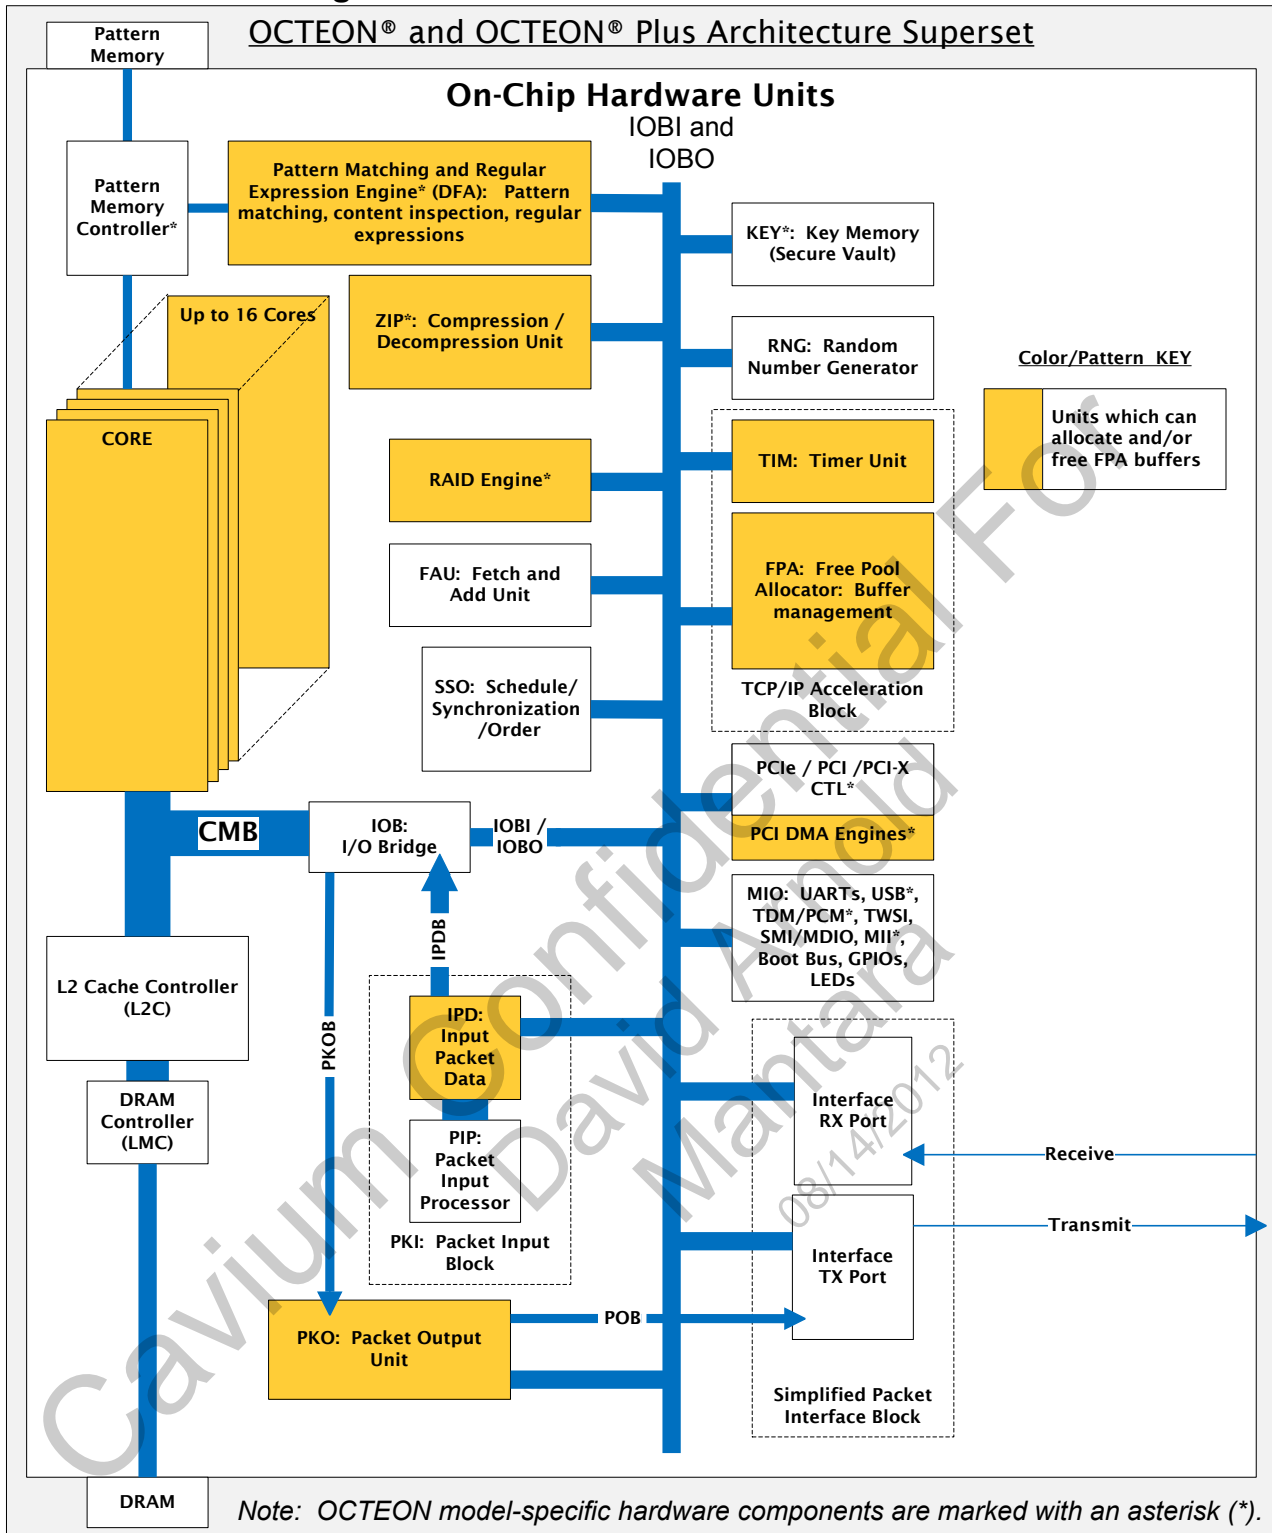 OCTEON® and OCTEON® Plus Architecture Superset
Pattern
Memory
On-Chip Hardware Units
IOBI and
IOBO
Pattern
Memory
Controller*
Pattern Matching and Regular
Expression Engine* (DFA): Pattern
matching, content inspection, regular
expressions
KEY*: Key Memory
(Secure Vault)
Up to 16 Cores
ZIP*: Compression /
Decompression Unit
RNG: Random
Number Generator
Color/Pattern KEY
Units which can
allocate and/or
free FPA buffers
CORE
RAID Engine*
TIM: Timer Unit
FAU: Fetch and
Add Unit
FPA: Free Pool
Allocator: Buffer
management
TCP/IP Acceleration
Block
SSO: Schedule/
Synchronization
/Order
PCIe / PCI /PCI-X
CTL*
PCI DMA Engines*
CMB
IOB:
I/O Bridge
IOBI /
IOBO
MIO: UARTs, USB*,
TDM/PCM*, TWSI,
SMI/MDIO, MII*,
Boot Bus, GPIOs,
LEDs
IPDB
PKOB
L2 Cache Controller
(L2C)
IPD:
Input
Packet
Data
DRAM
Controller
(LMC)
PIP:
Packet
Input
Processor
PKI: Packet Input
Block
Interface
RX Port
Receive
Transmit
Interface
TX Port
POB
PKO: Packet Output
Unit
Simplified Packet
Interface Block
DRAM
Note: OCTEON model-specific hardware components are marked with an asterisk (*).
Cavium Confidential For
David Arnold
Mantara
08/14/2012